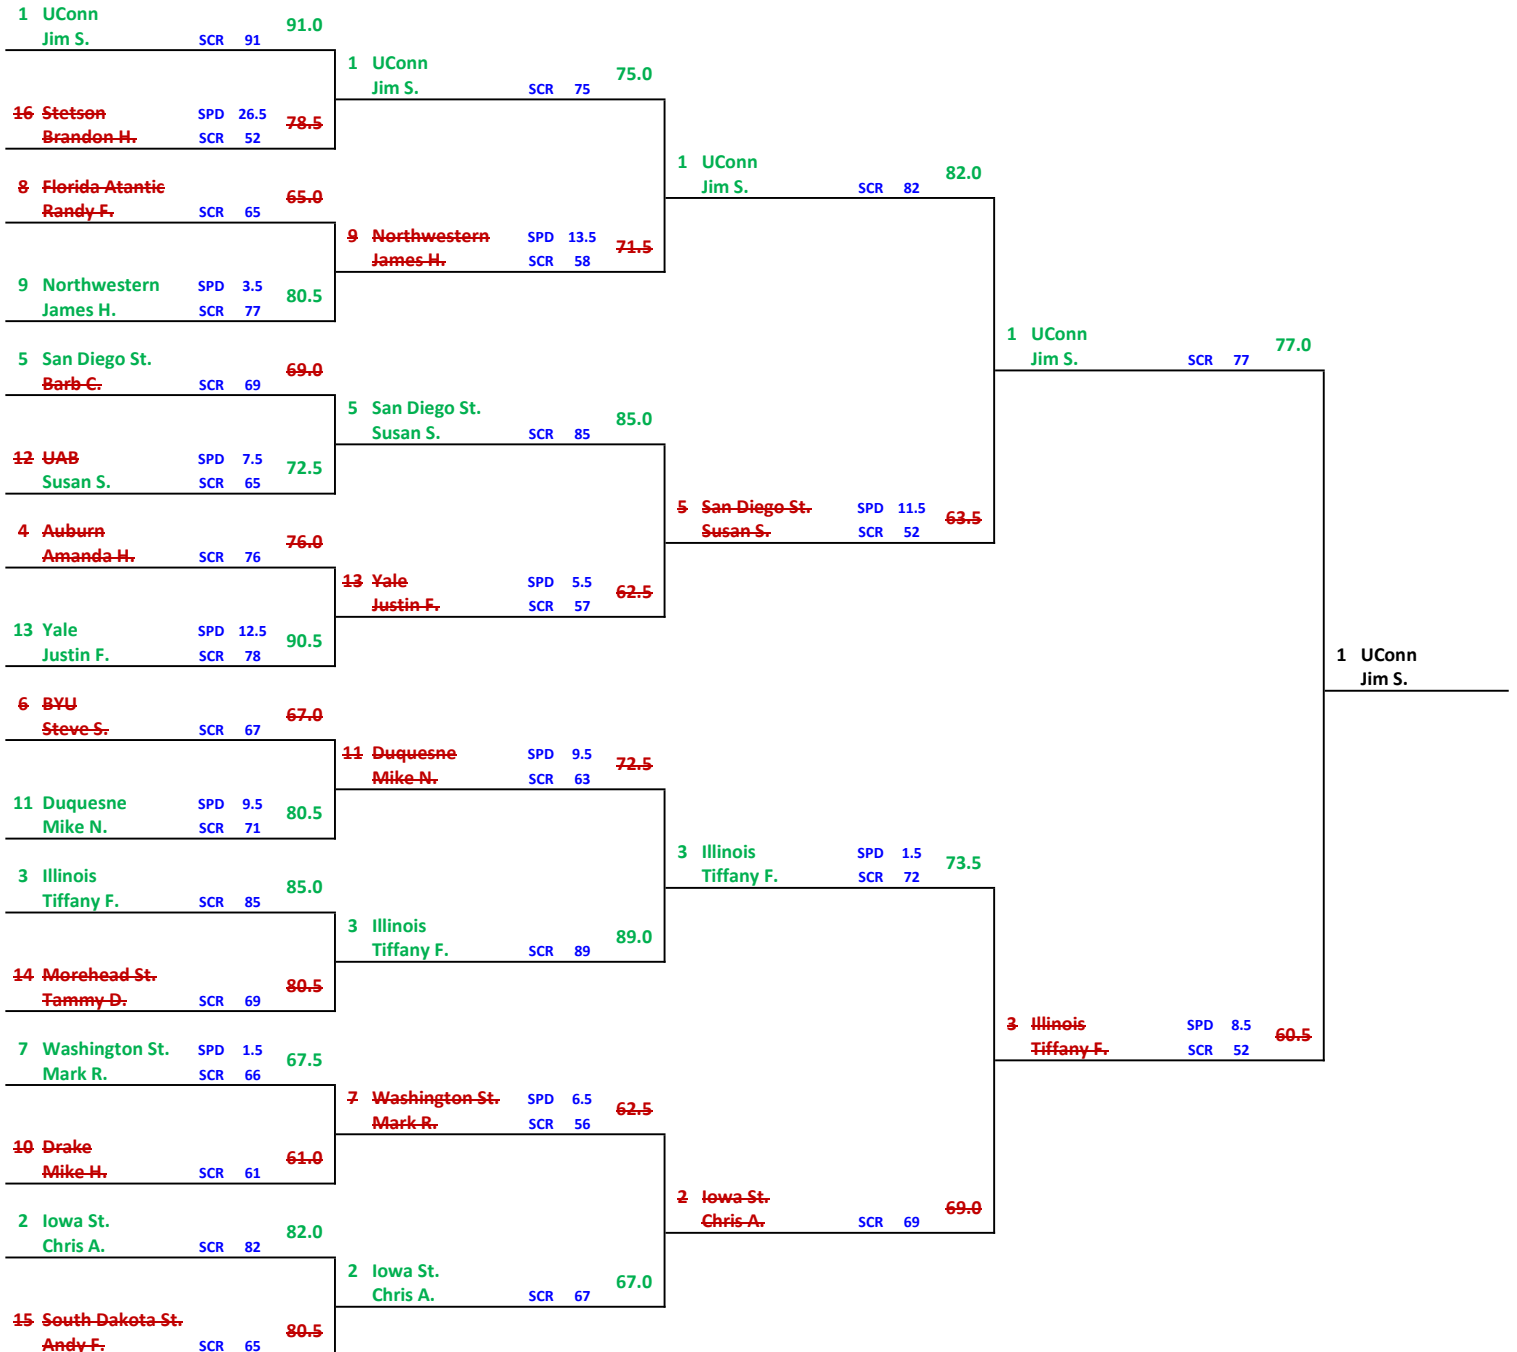 1 UConn 91.0
Jim S. SCR 91
16 Stetson SPD 26.5 78.5
Brandon H. SCR 52
8 Florida Atantic 65.0
Randy F. SCR 65
9 Northwestern SPD 3.5 80.5
James H. SCR 77
5 San Diego St. 69.0
Barb C. SCR 69
12 UAB SPD 7.5 72.5
Susan S. SCR 65
4 Auburn 76.0
Amanda H. SCR 76
13 Yale SPD 12.5 90.5
Justin F. SCR 78
6 BYU 67.0
Steve S. SCR 67
11 Duquesne SPD 9.5 80.5
Mike N. SCR 71
3 Illinois 85.0
Tiffany F. SCR 85
14 Morehead St. 80.5
Tammy D. SCR 69
7 Washington St. SPD 1.5 67.5
Mark R. SCR 66
10 Drake 61.0
Mike H. SCR 61
2 Iowa St. 82.0
Chris A. SCR 82
15 South Dakota St. 80.5
Andy F. SCR 65
1 UConn 75.0
Jim S. SCR 75
9 Northwestern SPD 13.5 71.5
James H. SCR 58
5 San Diego St. 85.0
Susan S. SCR 85
13 Yale SPD 5.5 62.5
Justin F. SCR 57
11 Duquesne SPD 9.5 72.5
Mike N. SCR 63
3 Illinois 89.0
Tiffany F. SCR 89
7 Washington St. SPD 6.5 62.5
Mark R. SCR 56
2 Iowa St. 67.0
Chris A. SCR 67
1 UConn 82.0
Jim S. SCR 82
5 San Diego St. SPD 11.5 63.5
Susan S. SCR 52
3 Illinois SPD 1.5 73.5
Tiffany F. SCR 72
2 Iowa St. 69.0
Chris A. SCR 69
1 UConn 77.0
Jim S. SCR 77
3 Illinois SPD 8.5 60.5
Tiffany F. SCR 52
1 UConn
Jim S.